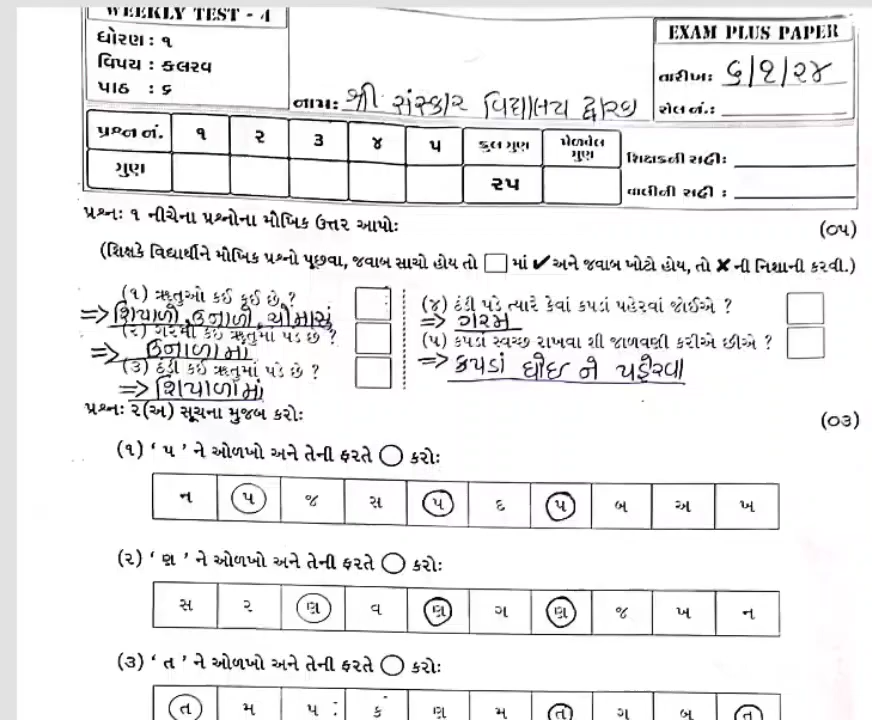 WEEKLY TEST - 4
ધોરણ : ૧
વિષય : કલરવ
પાઠ : ૬
નામ: શ્રી સંસ્કાર વિદ્યાલય
EXAM PLUS PAPER
તારીખ: ૬/૧/૨૪
રોલ નં.:
પ્રશ્ન નં. ૧ ૨ ૩ ૪ ૫ કુલ ગુણ મેળવેલ ગુણ
ગુણ ૨૫
શિક્ષકની સહી:
વાલીની સહી :
પ્રશ્ન: ૧ નીચેના પ્રશ્નોના મૌખિક ઉત્તર આપો: (૦૫)
(શિક્ષકે વિદ્યાર્થીને મૌખિક પ્રશ્નો પૂછવા, જવાબ સાચો હોય તો □ માં ✔ અને જવાબ ખોટો હોય, તો ✘ ની નિશાની કરવી.)
(૧) ઋતુઓ કઈ કઈ છે ?
=> શિયાળો, ઉનાળો, ચોમાસું
(૨) ગરમી કઈ ઋતુમાં પડે છે ?
=> ઉનાળામાં
(૩) ઠંડી કઈ ઋતુમાં પડે છે ?
=> શિયાળામાં
(૪) ઠંડી પડે ત્યારે કેવાં કપડાં પહેરવાં જોઈએ ?
=> ગરમ
(૫) કપડાં સ્વચ્છ રાખવા શી જાળવણી કરીએ છીએ ?
=> કપડાં ધોઈ ને પહેરવા
પ્રશ્ન: ૨(અ) સૂચના મુજબ કરો: (૦૩)
(૧) ‘ પ ’ ને ઓળખો અને તેની ફરતે ○ કરો:
ન પ જ સ પ દ પ બ અ ખ
(૨) ‘ ણ ’ ને ઓળખો અને તેની ફરતે ○ કરો:
સ ર ણ વ ણ ગ ણ જ ખ ન
(૩) ‘ ત ’ ને ઓળખો અને તેની ફરતે ○ કરો:
ત મ પ ક ણ મ ત ગ બ ત